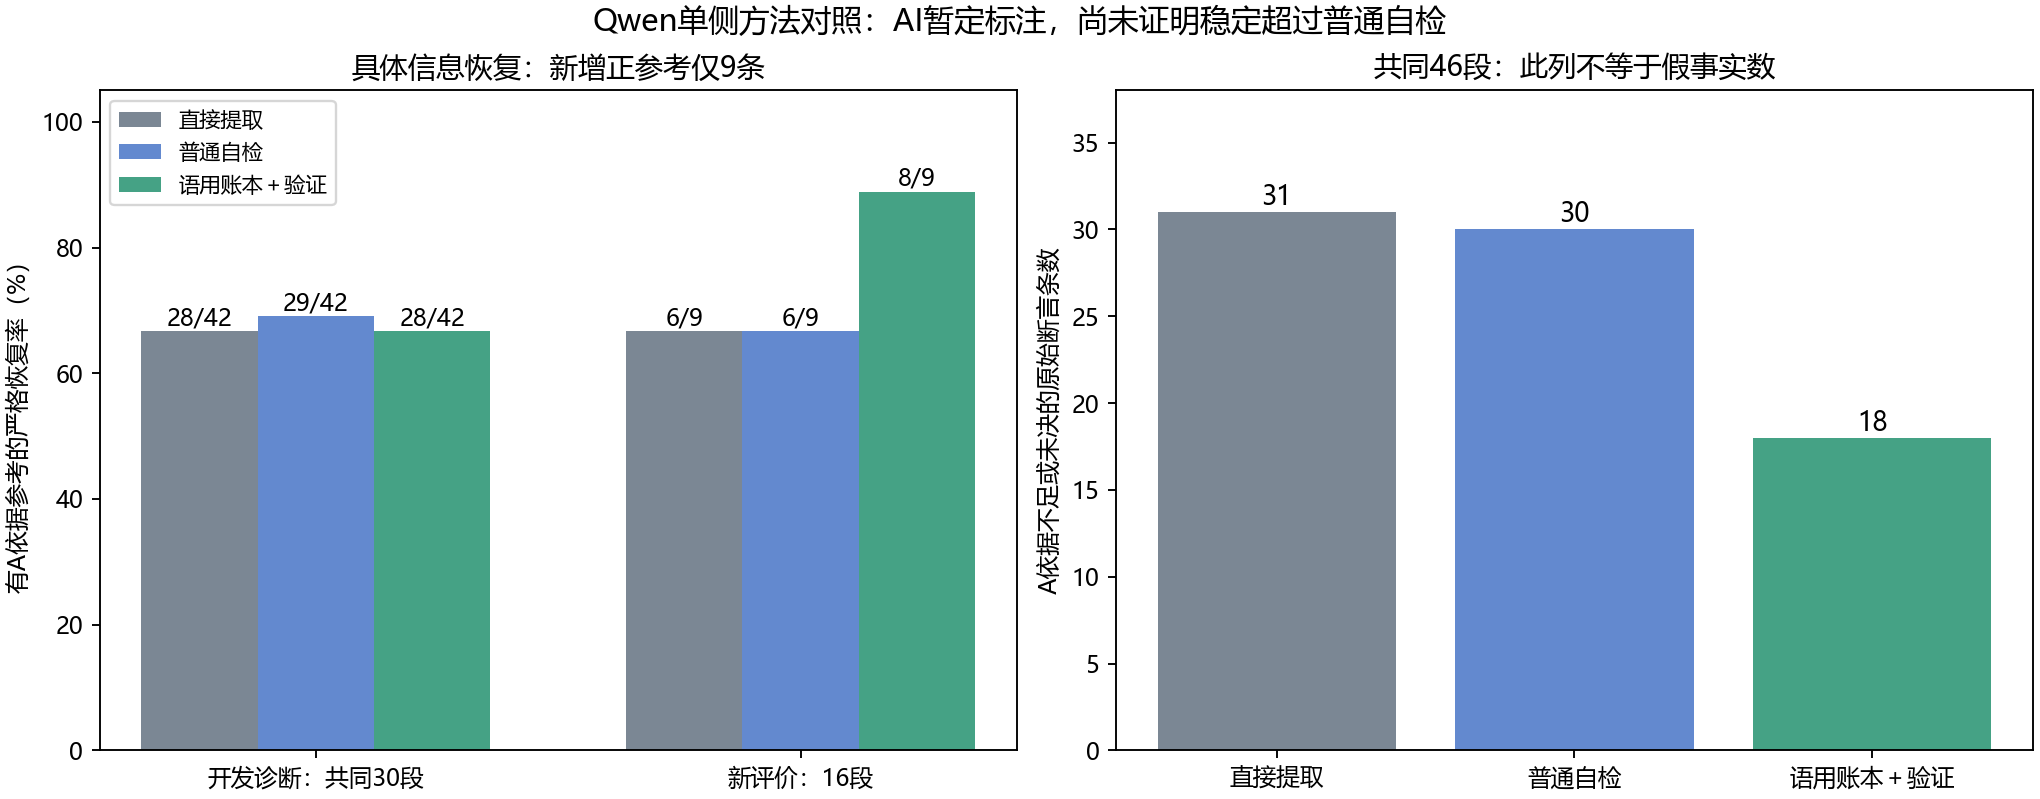 Qwen单侧方法对照：AI暂定标注，尚未证明稳定超过普通自检
具体信息恢复：新增正参考仅9条
有A依据参考的严格恢复率（%）
100
80
60
40
20
0
直接提取
普通自检
语用账本＋验证
28/42
29/42
28/42
6/9
6/9
8/9
开发诊断：共同30段
新评价：16段
共同46段：此列不等于假事实数
A依据不足或未决的原始断言条数
35
30
25
20
15
10
5
0
31
30
18
直接提取
普通自检
语用账本＋验证